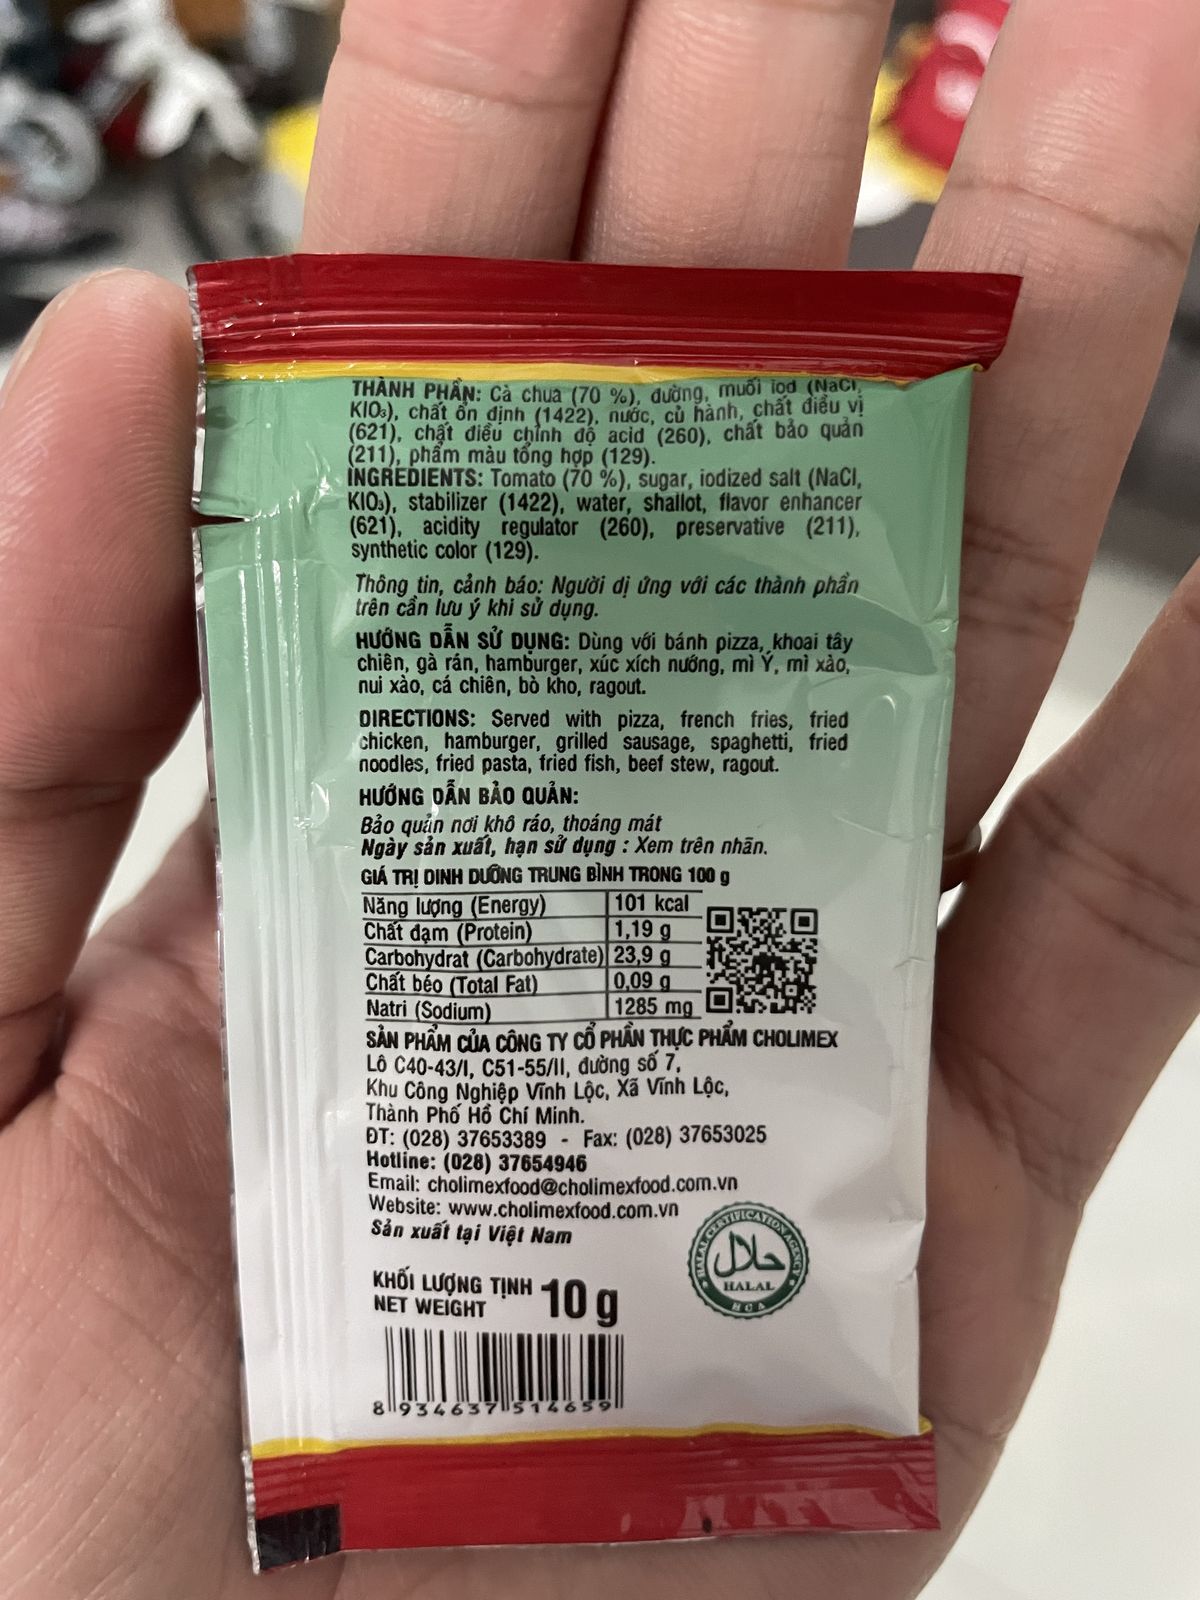 THÀNH PHẦN: Cà chua (70 %), đường, muối iod (NaCl,
KIO₃), chất ổn định (1422), nước, củ hành, chất điều vị
(621), chất điều chỉnh độ acid (260), chất bảo quản
(211), phẩm màu tổng hợp (129).
INGREDIENTS: Tomato (70 %), sugar, iodized salt (NaCl,
KIO₃), stabilizer (1422), water, shallot, flavor enhancer
(621), acidity regulator (260), preservative (211),
synthetic color (129).
Thông tin, cảnh báo: Người dị ứng với các thành phần
trên cần lưu ý khi sử dụng.
HƯỚNG DẪN SỬ DỤNG: Dùng với bánh pizza, khoai tây
chiên, gà rán, hamburger, xúc xích nướng, mì Ý, mì xào,
nui xào, cá chiên, bò kho, ragout.
DIRECTIONS: Served with pizza, french fries, fried
chicken, hamburger, grilled sausage, spaghetti, fried
noodles, fried pasta, fried fish, beef stew, ragout.
HƯỚNG DẪN BẢO QUẢN:
Bảo quản nơi khô ráo, thoáng mát
Ngày sản xuất, hạn sử dụng : Xem trên nhãn.
GIÁ TRỊ DINH DƯỠNG TRUNG BÌNH TRONG 100 g
Năng lượng (Energy) 101 kcal
Chất đạm (Protein) 1,19 g
Carbohydrat (Carbohydrate) 23,9 g
Chất béo (Total Fat) 0,09 g
Natri (Sodium) 1285 mg
SẢN PHẨM CỦA CÔNG TY CỔ PHẦN THỰC PHẨM CHOLIMEX
Lô C40-43/I, C51-55/II, đường số 7,
Khu Công Nghiệp Vĩnh Lộc, Xã Vĩnh Lộc,
Thành Phố Hồ Chí Minh.
ĐT: (028) 37653389 - Fax: (028) 37653025
Hotline: (028) 37654946
Email: cholimexfood@cholimexfood.com.vn
Website: www.cholimexfood.com.vn
Sản xuất tại Việt Nam
HALAL CERTIFICATION AGENCY
حلال
HALAL
HCA
KHỐI LƯỢNG TỊNH 10 g
NET WEIGHT
8 934637 514659